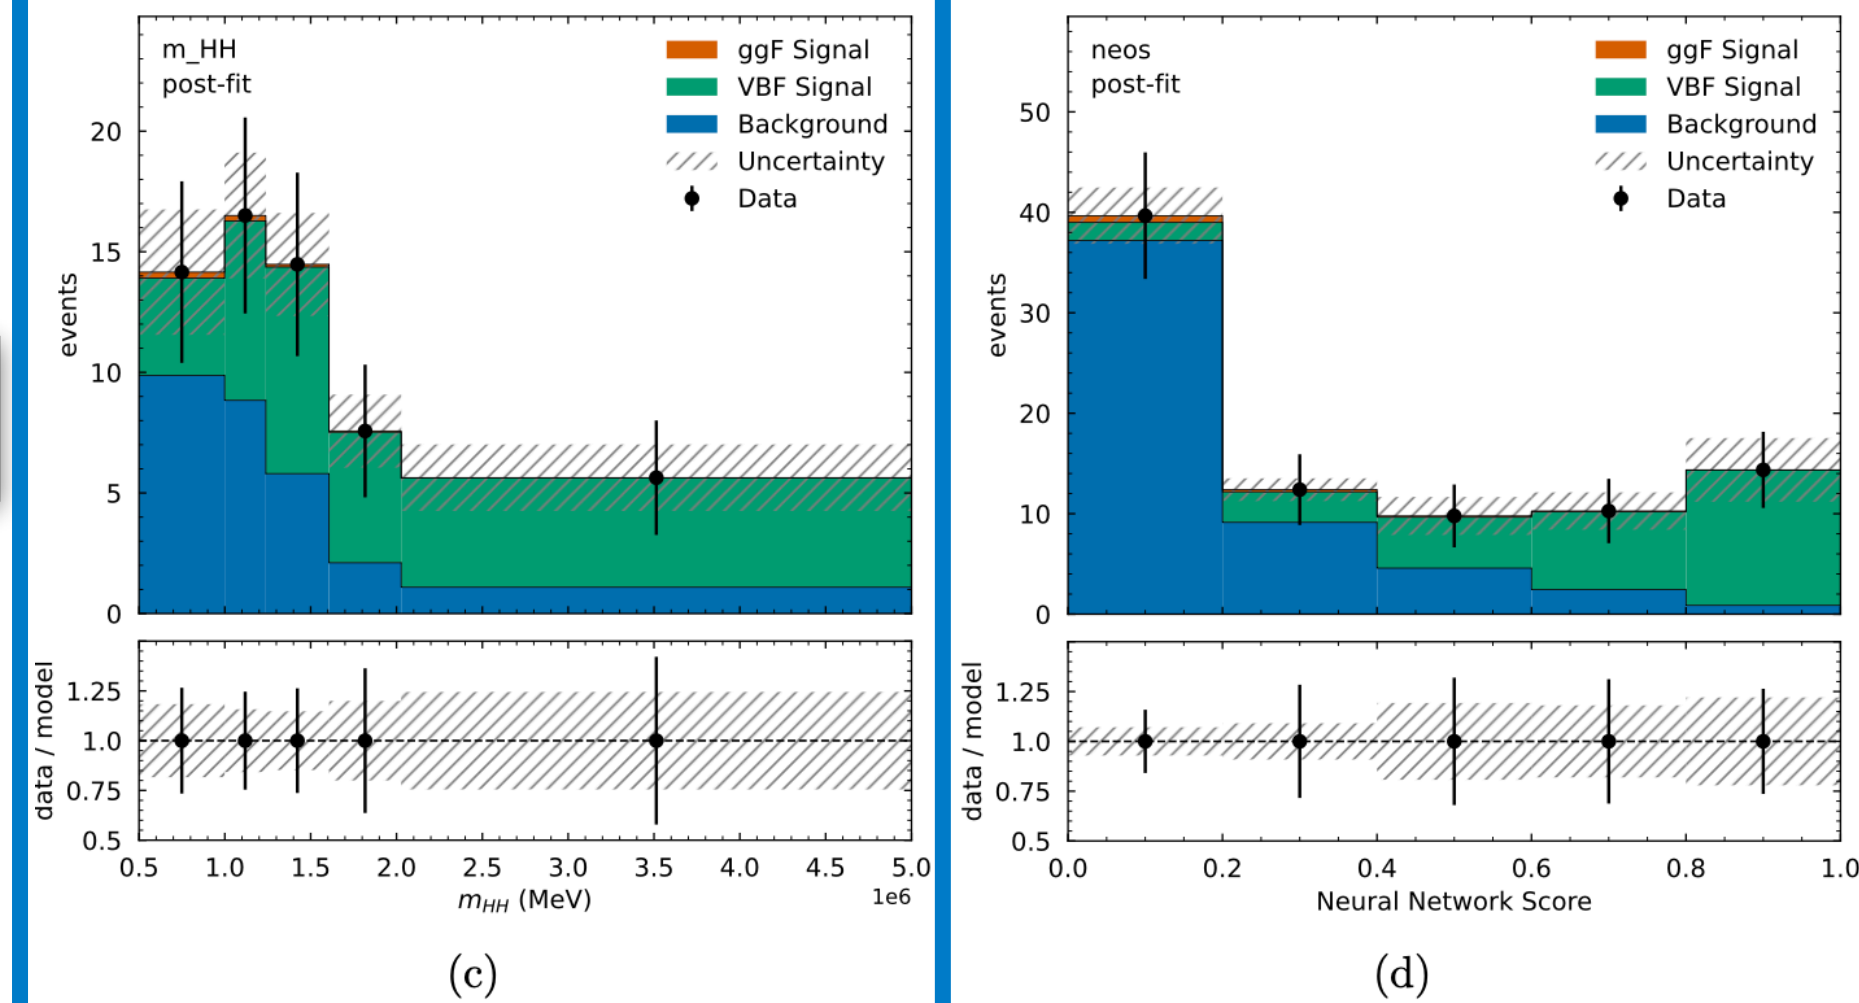 m_HH
post-fit
ggF Signal
VBF Signal
Background
Uncertainty
Data
20
15
10
5
0
events
1.25
1.0
0.75
0.5
data / model
0.5 1.0 1.5 2.0 2.5 3.0 3.5 4.0 4.5 5.0
m_HH (MeV)
1e6
(c)
neos
post-fit
ggF Signal
VBF Signal
Background
Uncertainty
Data
50
40
30
20
10
0
events
1.25
1.0
0.75
0.5
data / model
0.0 0.2 0.4 0.6 0.8 1.0
Neural Network Score
(d)